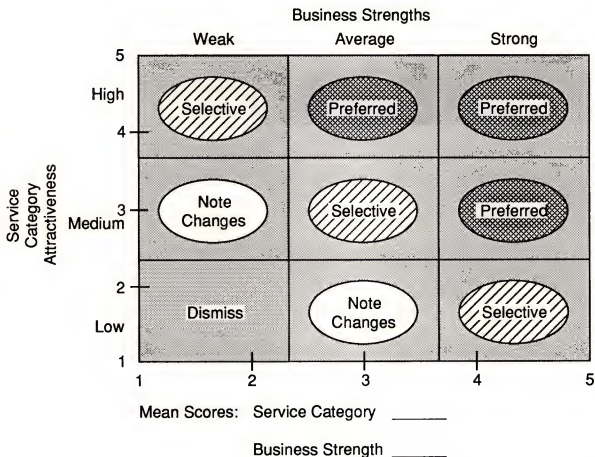 Business Strengths
Weak Average Strong
5
High
Selective Preferred Preferred
4
Service
Category
Attractiveness
Medium
3
Note
Changes
Selective Preferred
2
Low
Dismiss
Note
Changes
Selective
1
1 2 3 4 5
Mean Scores: Service Category ______
Business Strength ______